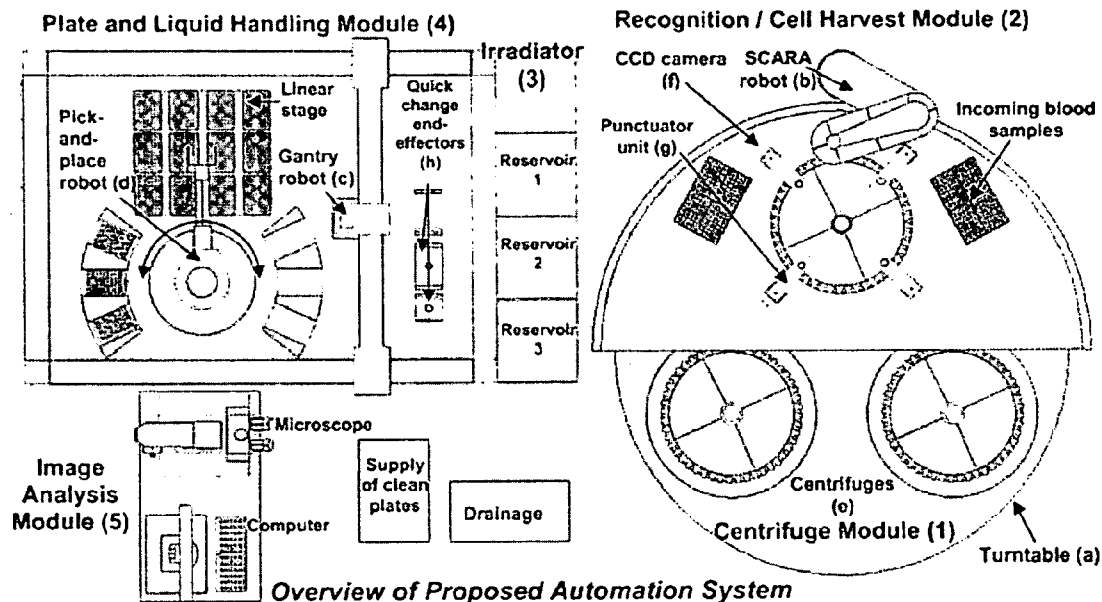 Plate and Liquid Handling Module (4)
Recognition / Cell Harvest Module (2)
Irradiator
(3)
CCD camera
(f)
SCARA
robot (b)
Linear
stage
Quick
change
end-
effectors
(h)
Pick-
and-
place
robot (d)
Gantry
robot (c)
Punctuator
unit (g)
Incoming blood
samples
Reservoir
1
Reservoir
2
Reservoir
3
Microscope
Image
Analysis
Module (5)
Supply
of clean
plates
Drainage
Computer
Centrifuges
(e)
Centrifuge Module (1)
Turntable (a)
Overview of Proposed Automation System